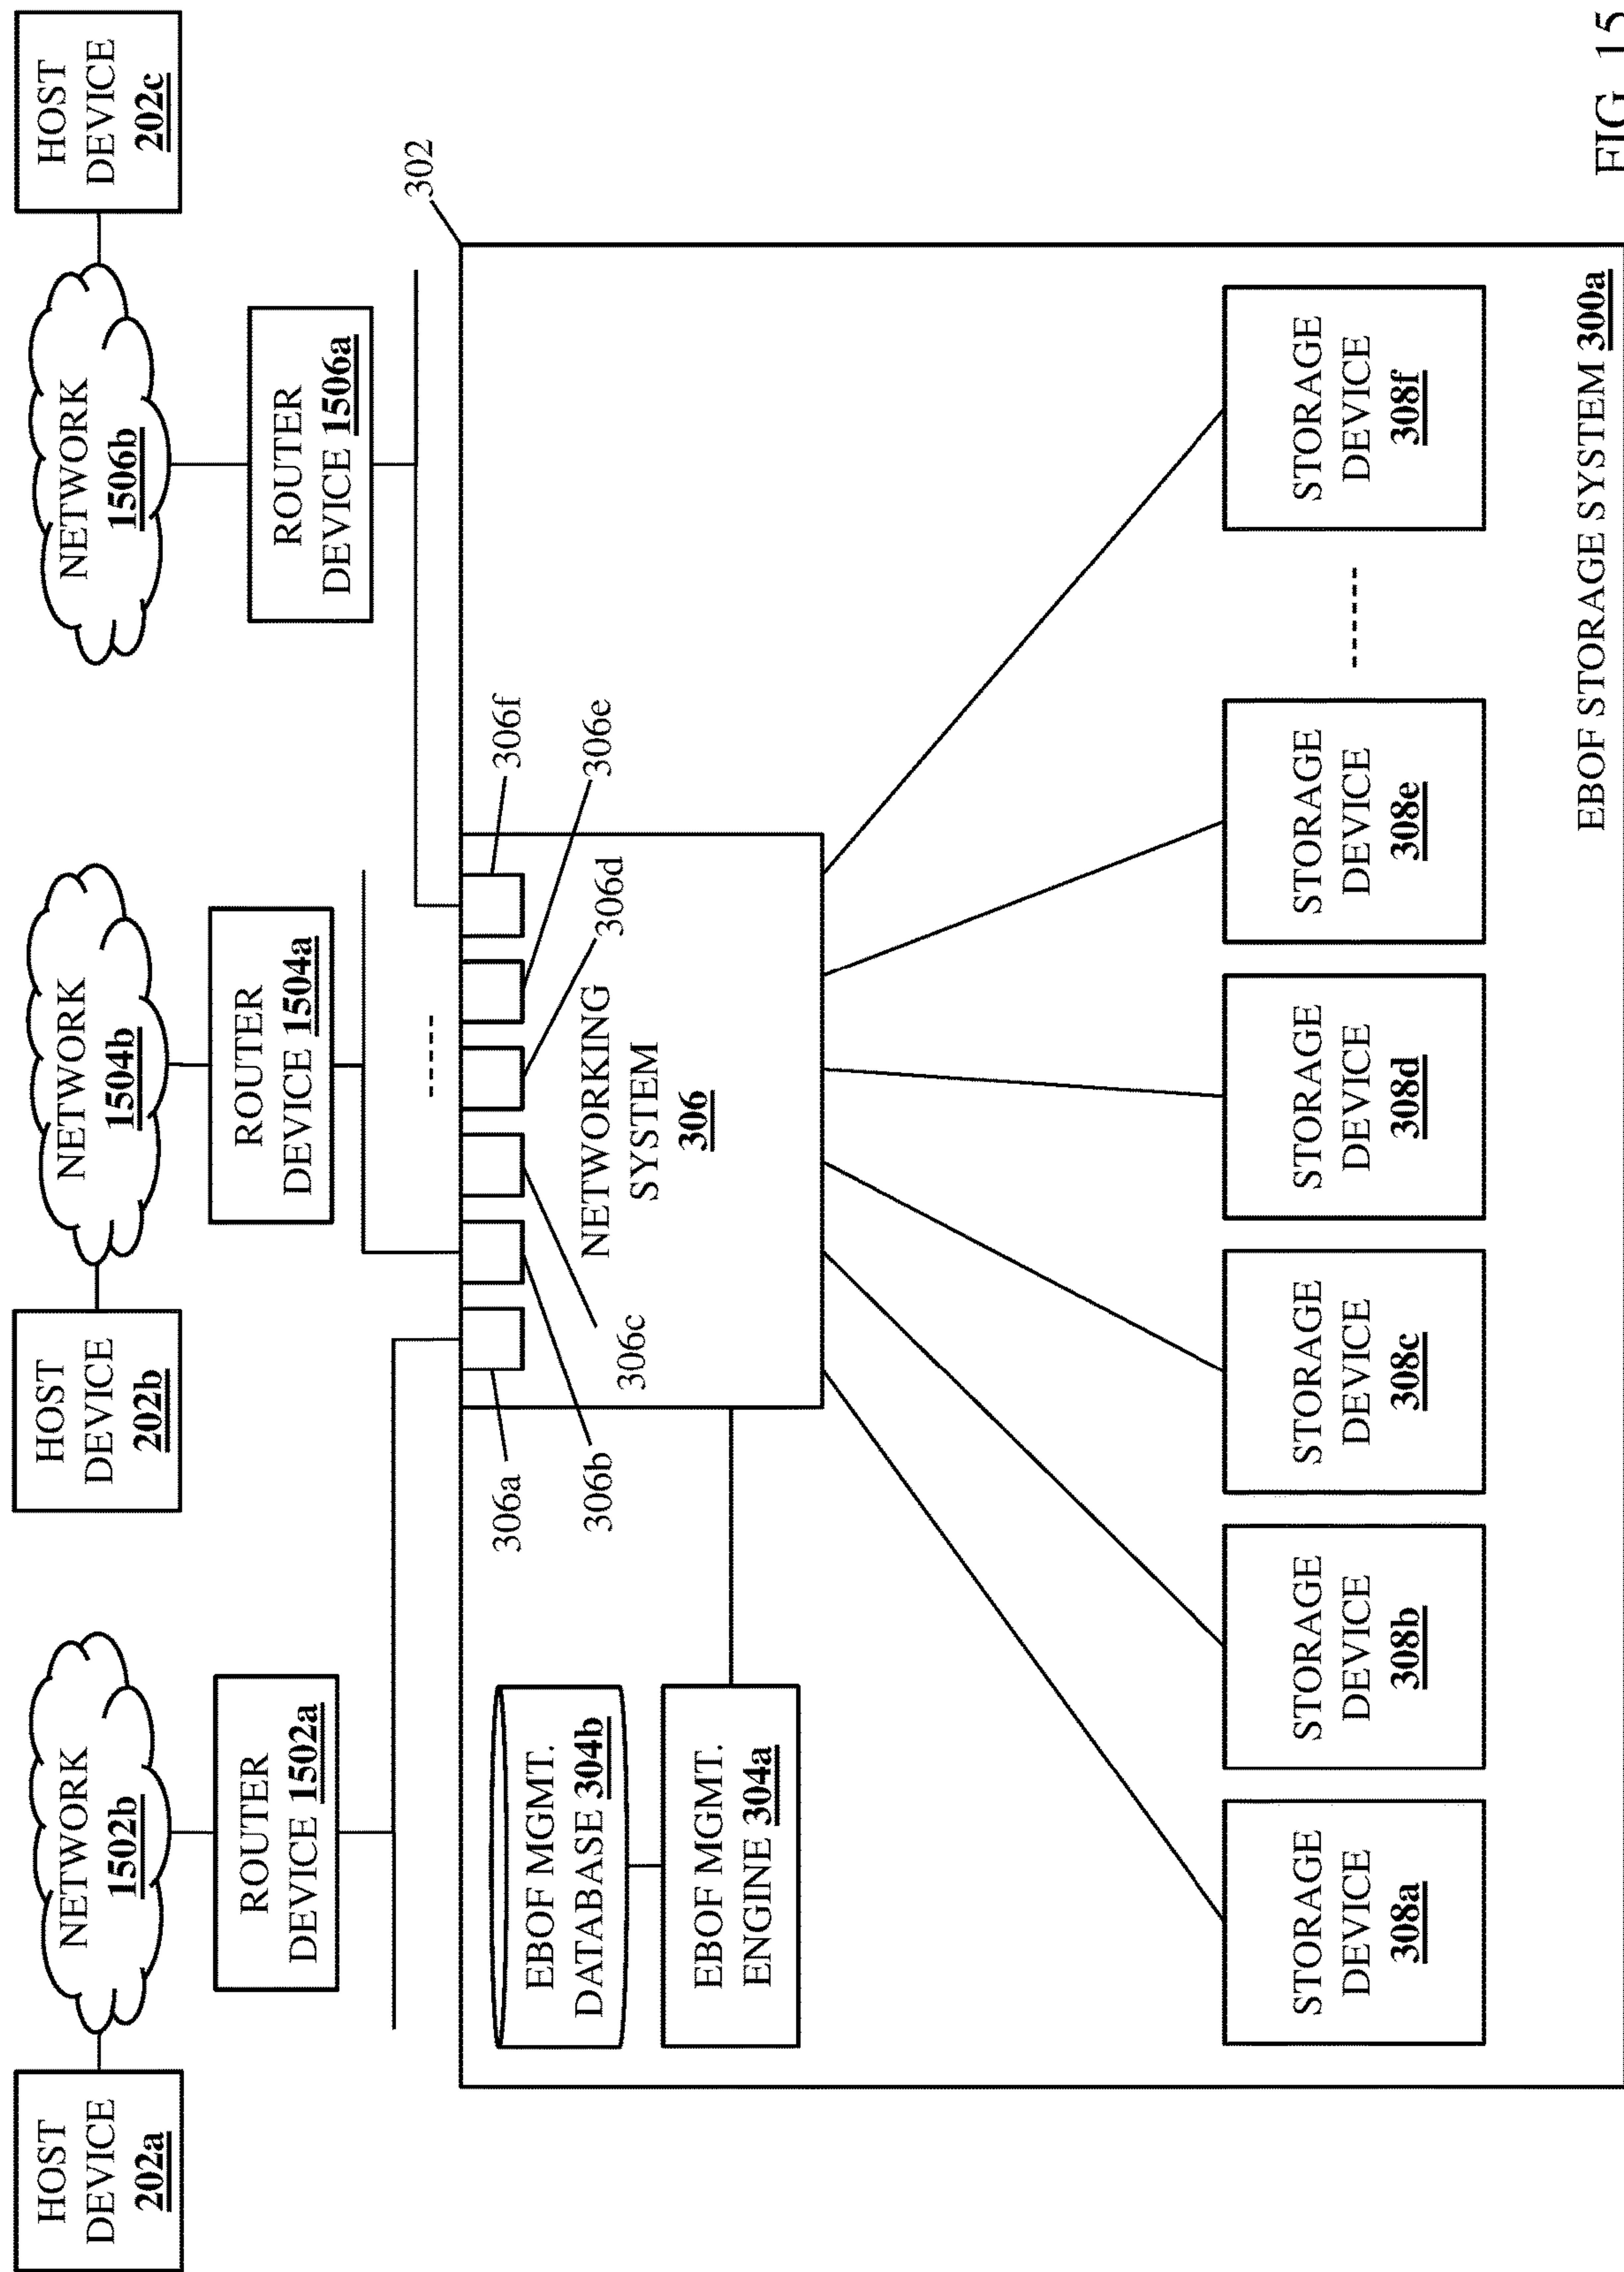 HOST
DEVICE
202a
NETWORK
1502b
ROUTER
DEVICE 1502a
HOST
DEVICE
202b
NETWORK
1504b
ROUTER
DEVICE 1504a
NETWORK
1506b
HOST
DEVICE
202c
ROUTER
DEVICE 1506a
302
306a
306b
306c
306d
306e
306f
NETWORKING
SYSTEM
306
EBOF MGMT.
DATABASE 304b
EBOF MGMT.
ENGINE 304a
STORAGE
DEVICE
308a
STORAGE
DEVICE
308b
STORAGE
DEVICE
308c
STORAGE
DEVICE
308d
STORAGE
DEVICE
308e
STORAGE
DEVICE
308f
EBOF STORAGE SYSTEM 300a
FIG. 15